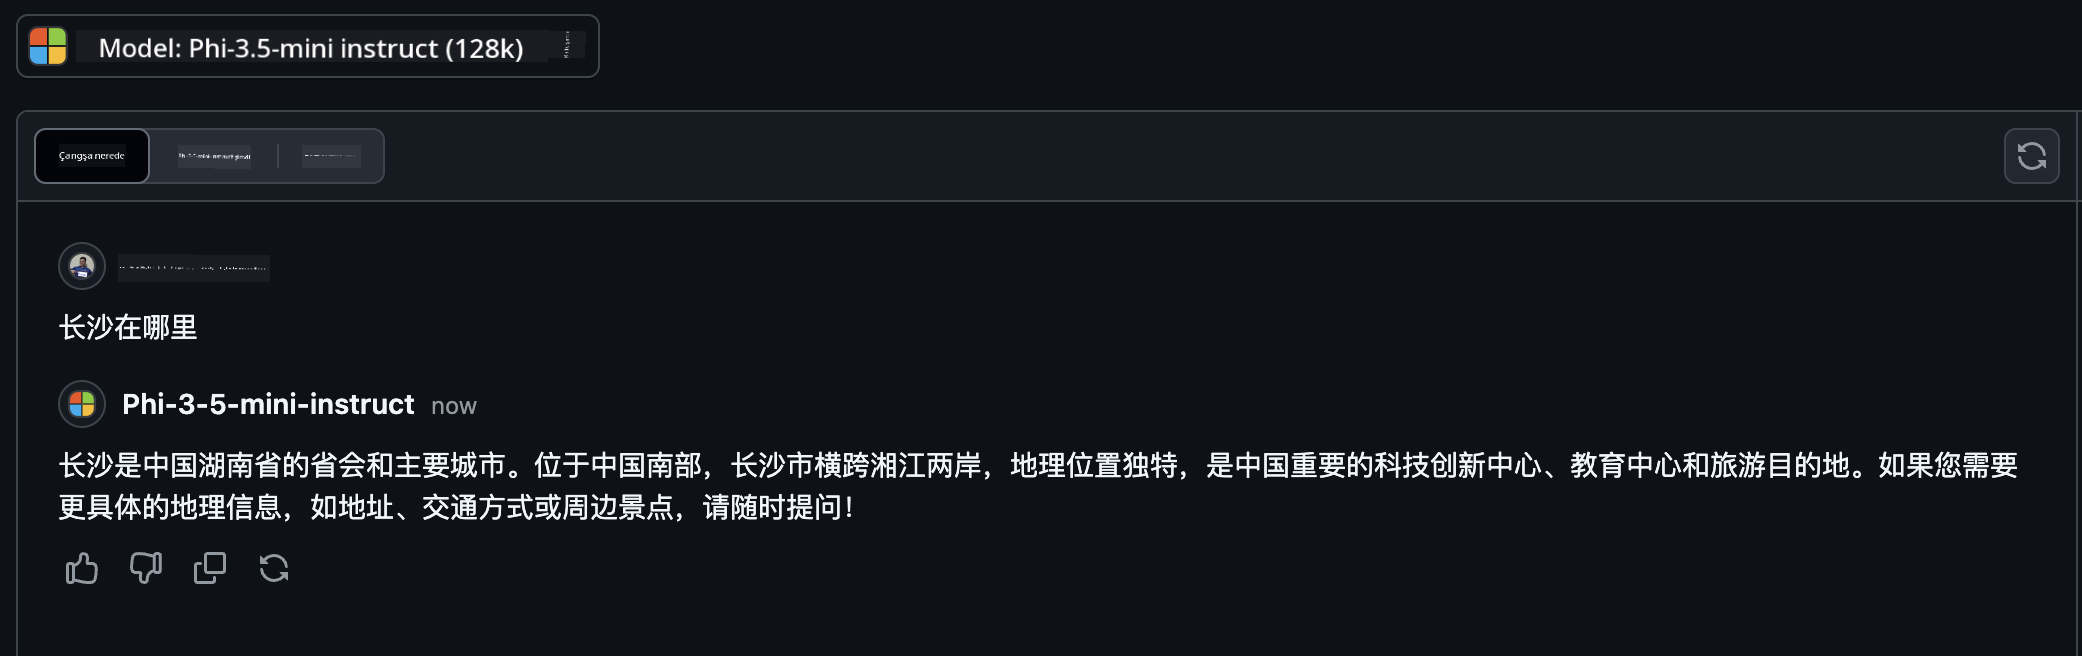 Model: Phi-3.5-mini instruct (128k)
Çangşa nerede
长沙在哪里
Phi-3-5-mini-instruct now
长沙是中国湖南省的省会和主要城市。位于中国南部，长沙市横跨湘江两岸，地理位置独特，是中国重要的科技创新中心、教育中心和旅游目的地。如果您需要
更具体的地理信息，如地址、交通方式或周边景点，请随时提问！